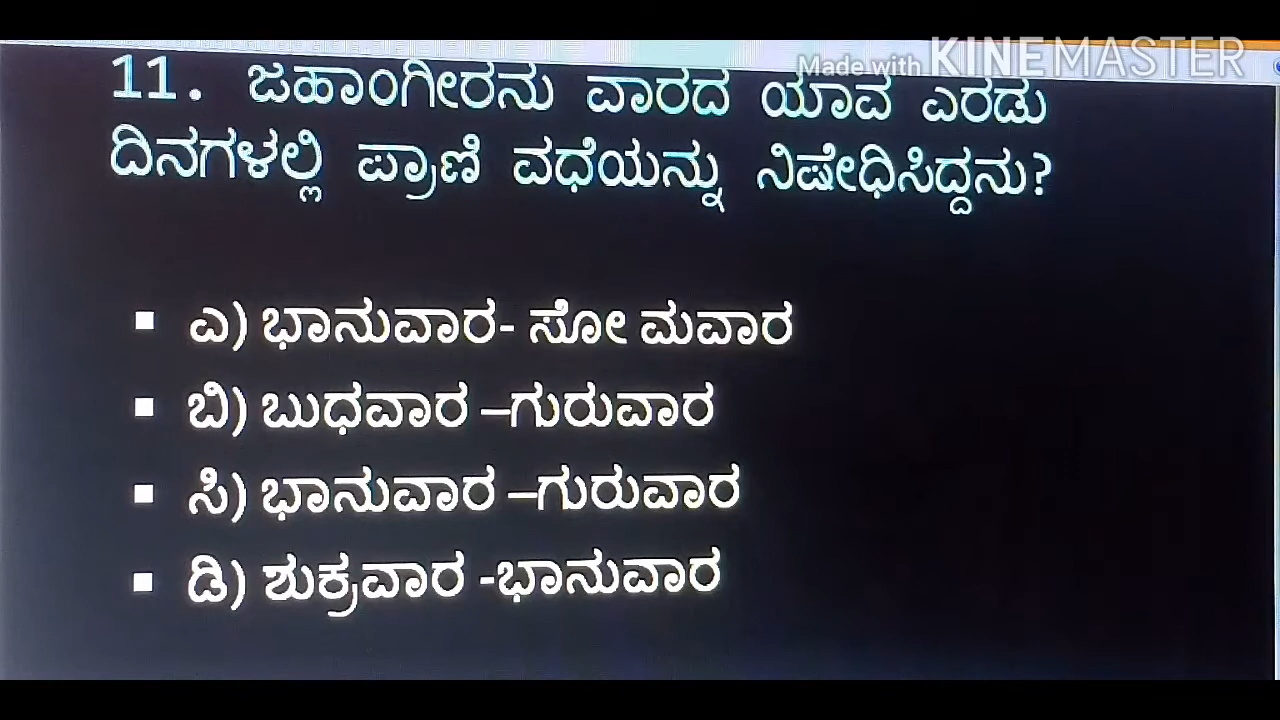 Made with KINEMASTER
11. ಜಹಾಂಗೀರನು ವಾರದ ಯಾವ ಎರಡು
ದಿನಗಳಲ್ಲಿ ಪ್ರಾಣಿ ವಧೆಯನ್ನು ನಿಷೇಧಿಸಿದ್ದನು?
▪ ಎ) ಭಾನುವಾರ- ಸೋ ಮವಾರ
▪ ಬಿ) ಬುಧವಾರ –ಗುರುವಾರ
▪ ಸಿ) ಭಾನುವಾರ –ಗುರುವಾರ
▪ ಡಿ) ಶುಕ್ರವಾರ -ಭಾನುವಾರ